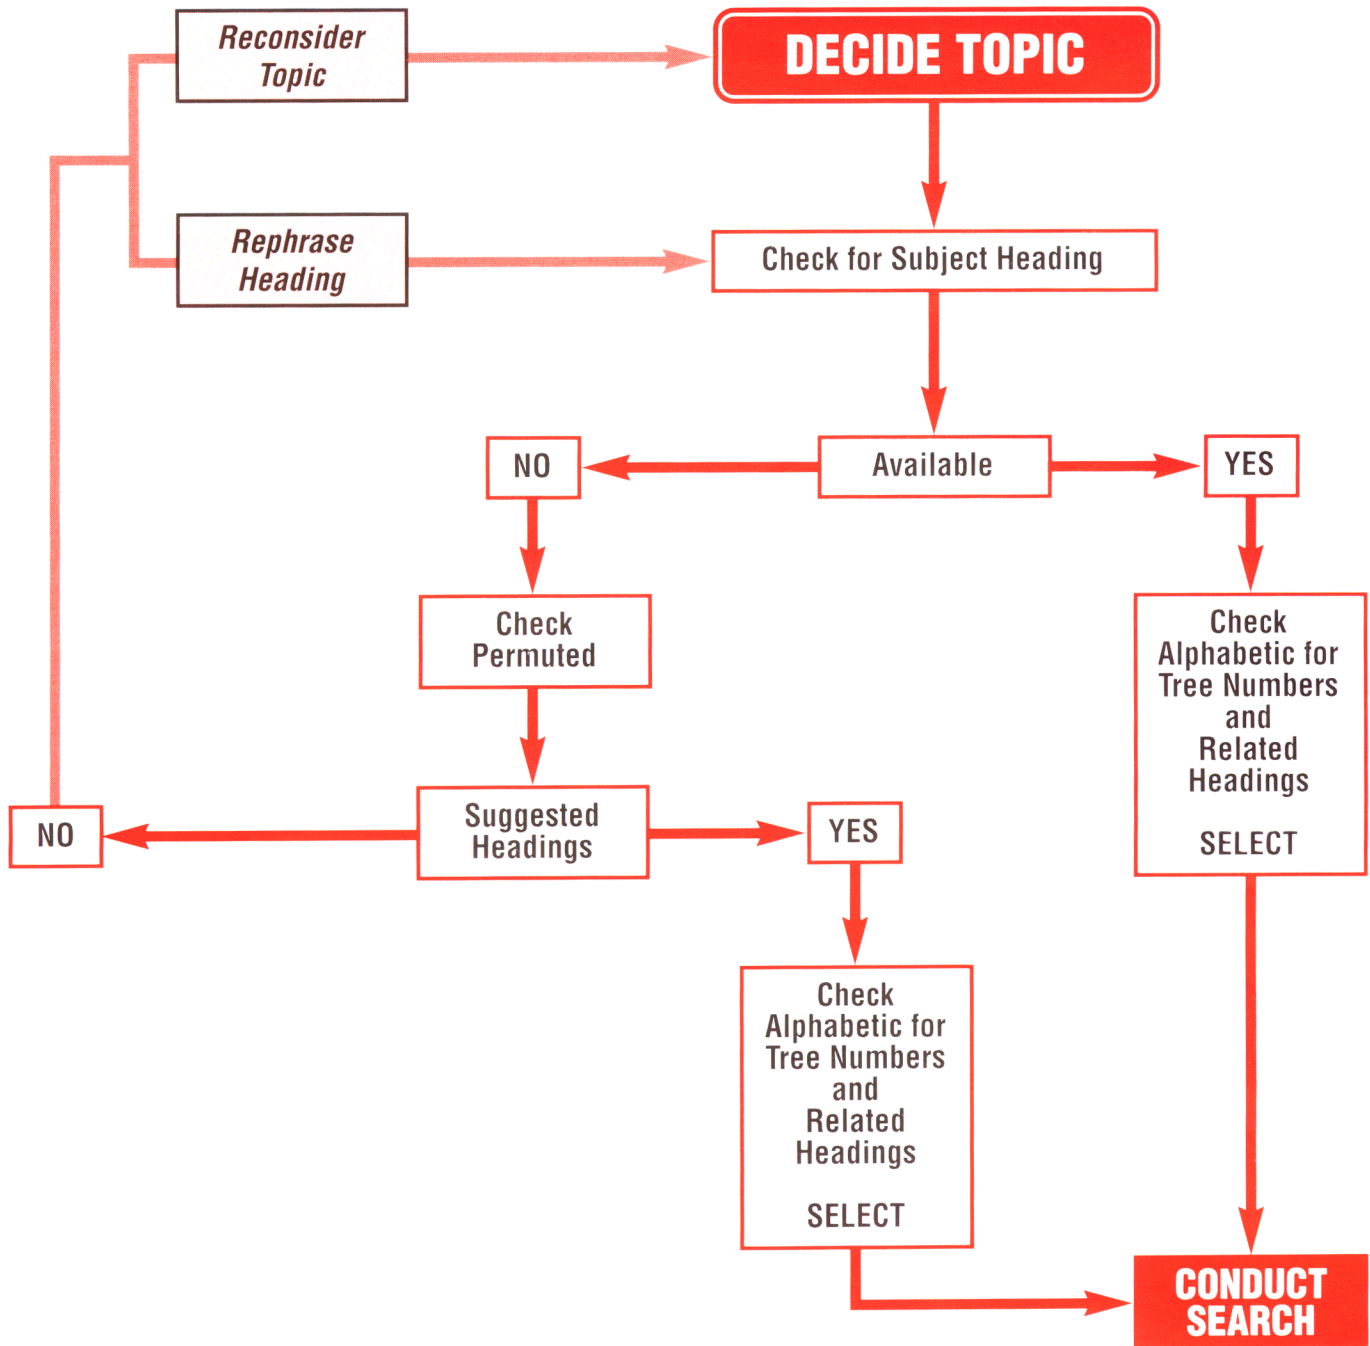 Reconsider
Topic
DECIDE TOPIC
Rephrase
Heading
Check for Subject Heading
NO
Available
YES
Check
Permuted
Check
Alphabetic for
Tree Numbers
and
Related
Headings
SELECT
NO
Suggested
Headings
YES
Check
Alphabetic for
Tree Numbers
and
Related
Headings
SELECT
CONDUCT
SEARCH